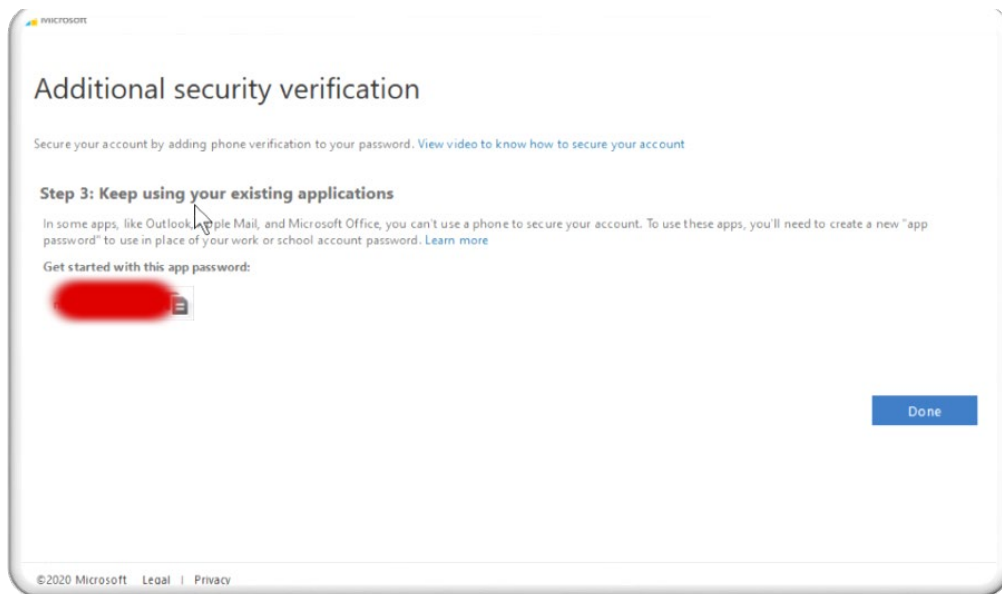 Microsoft
Additional security verification
Secure your account by adding phone verification to your password. View video to know how to secure your account
Step 3: Keep using your existing applications
In some apps, like Outlook, ple Mail, and Microsoft Office, you can't use a phone to secure your account. To use these apps, you'll need to create a new "app
password" to use in place of your work or school account password. Learn more
Get started with this app password:
Done
©2020 Microsoft Legal | Privacy